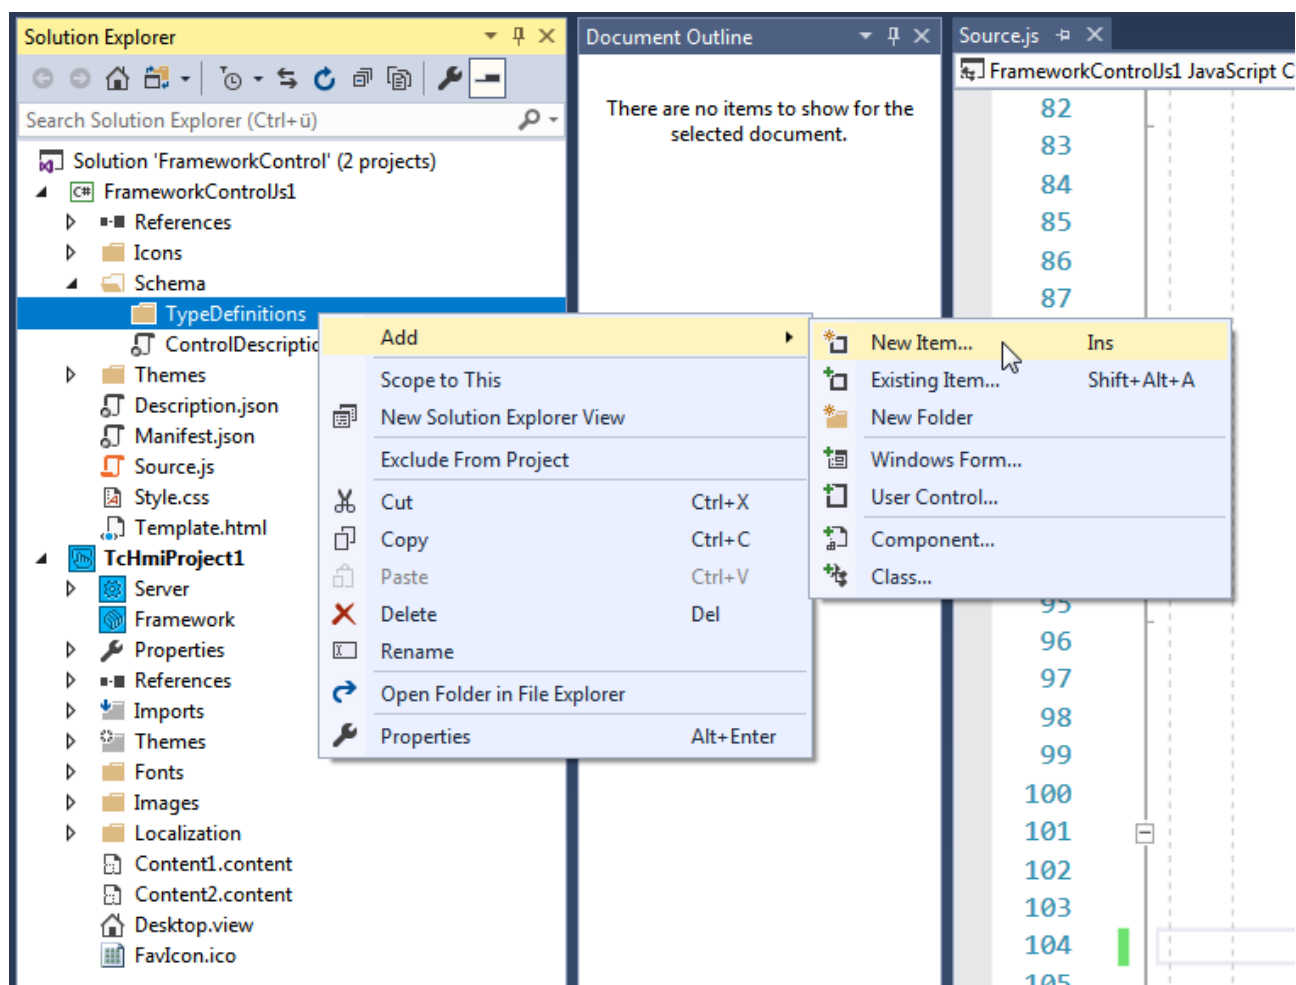 Solution Explorer
Search Solution Explorer (Ctrl+ü)
Solution 'FrameworkControl' (2 projects)
C# FrameworkControlJs1
References
Icons
Schema
TypeDefinitions
ControlDescriptic
Themes
Description.json
Manifest.json
Source.js
Style.css
Template.html
TcHmiProject1
Server
Framework
Properties
References
Imports
Themes
Fonts
Images
Localization
Content1.content
Content2.content
Desktop.view
FavIcon.ico
Add
Scope to This
New Solution Explorer View
Exclude From Project
Cut Ctrl+X
Copy Ctrl+C
Paste Ctrl+V
Delete Del
Rename
Open Folder in File Explorer
Properties Alt+Enter
New Item... Ins
Existing Item... Shift+Alt+A
New Folder
Windows Form...
User Control...
Component...
Class...
Document Outline
There are no items to show for the
selected document.
Source.js
FrameworkControlJs1 JavaScript C
82
83
84
85
86
87
95
96
97
98
99
100
101
102
103
104
105